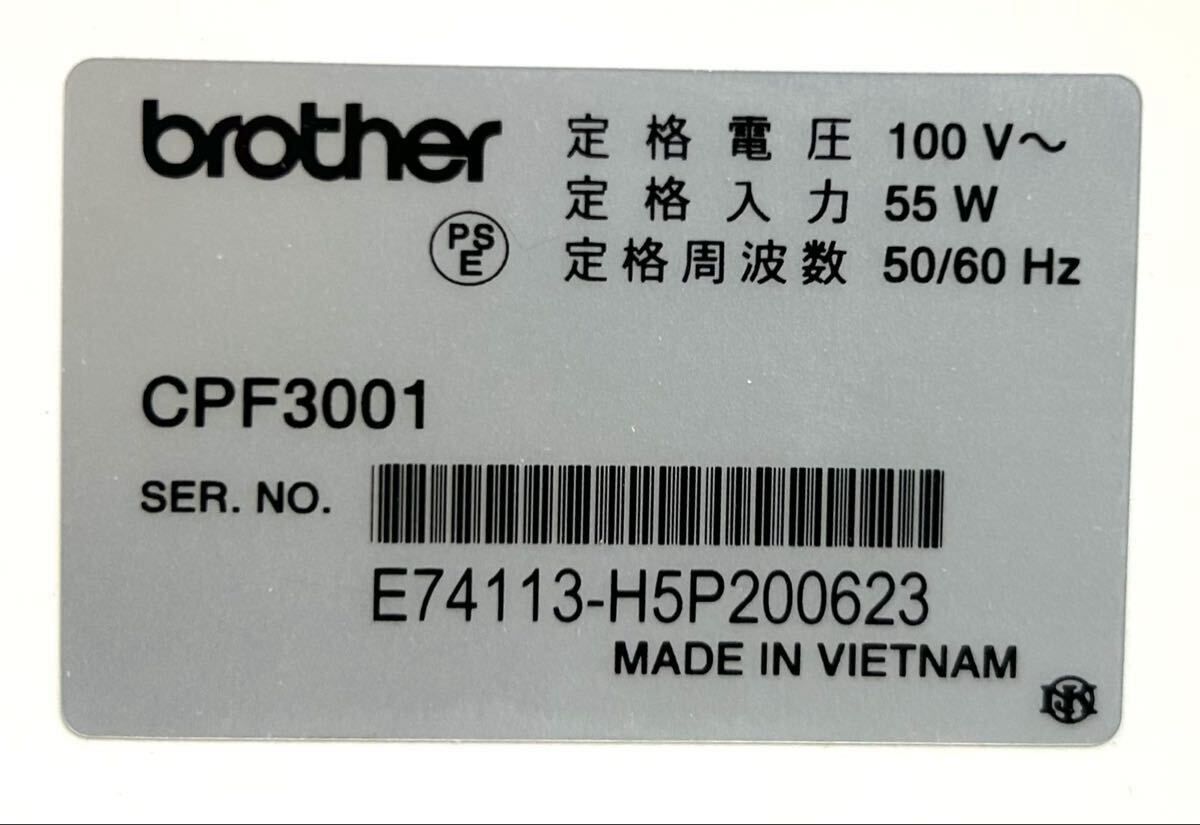 brother
定格電圧 100 V～
定格入力 55 W
PSE
定格周波数 50/60 Hz
CPF3001
SER. NO.
E74113-H5P200623
MADE IN VIETNAM